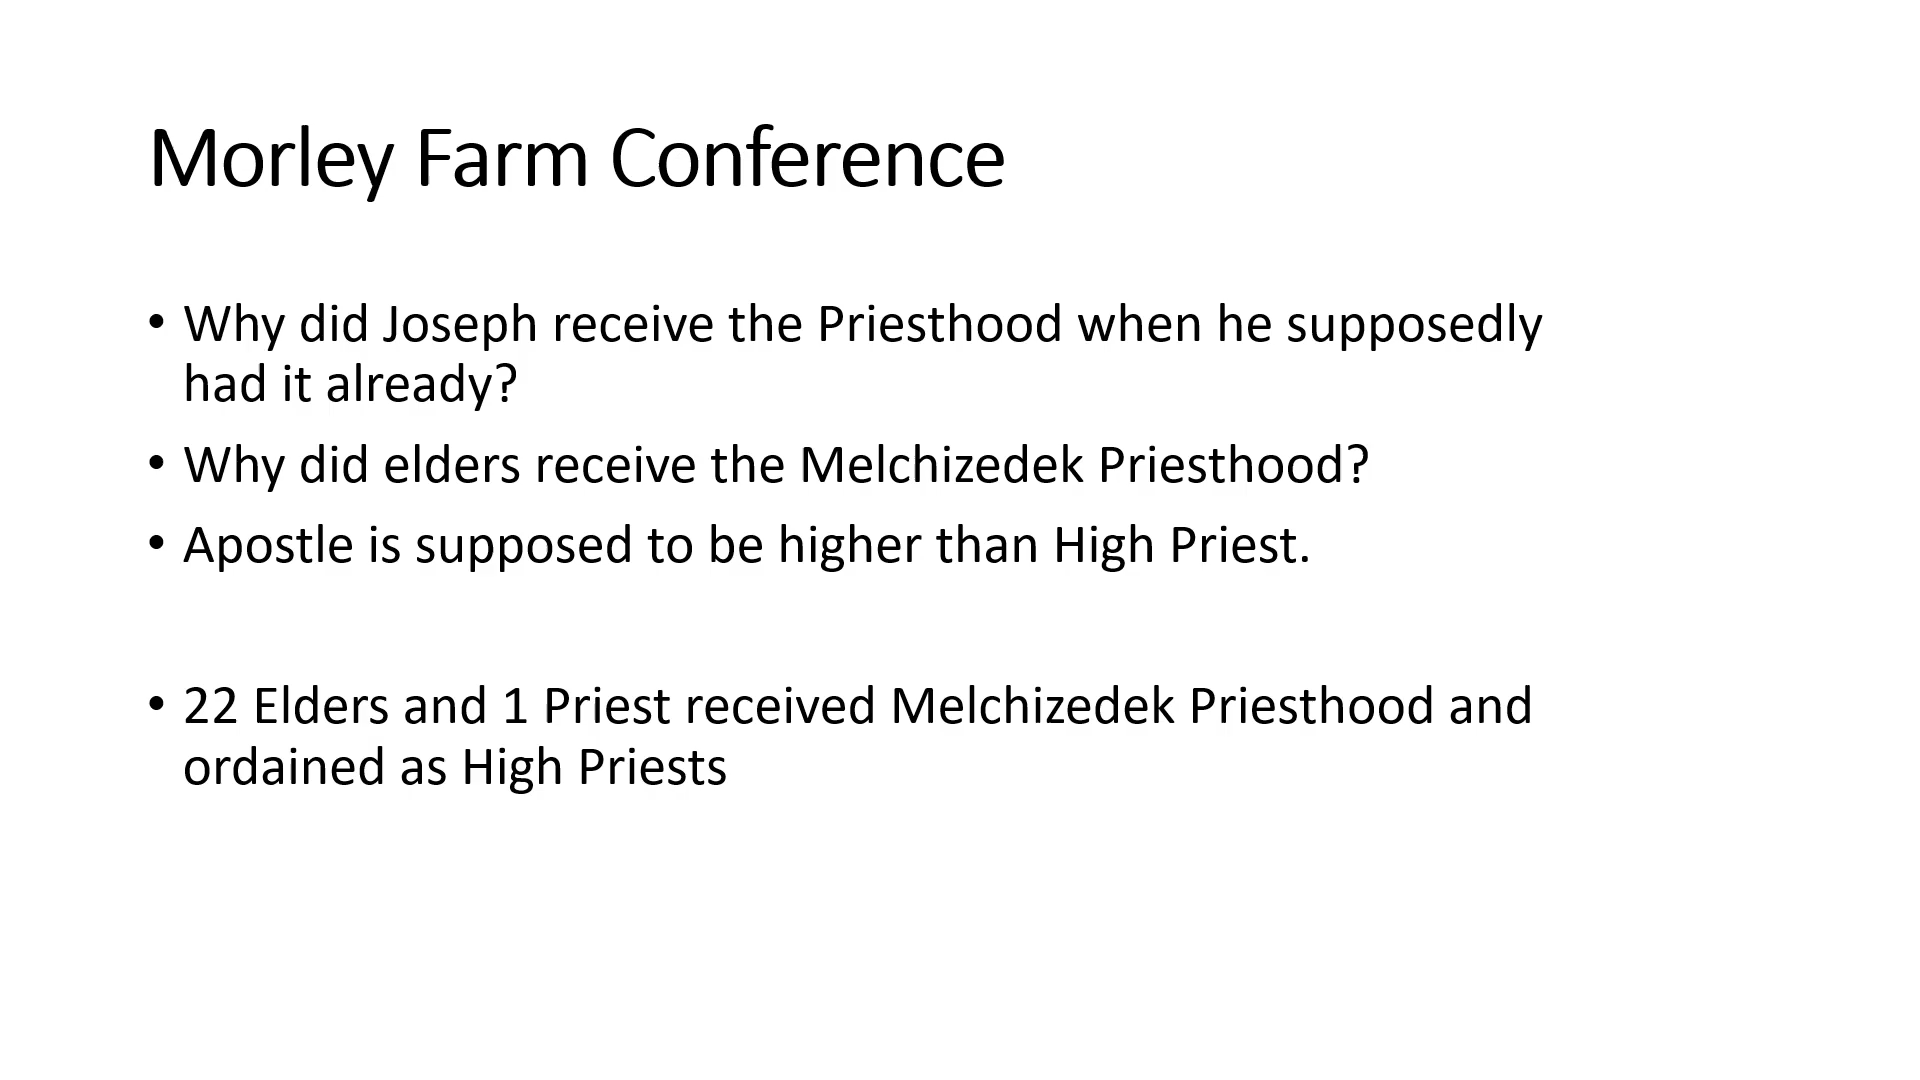 Morley Farm Conference
• Why did Joseph receive the Priesthood when he supposedly
had it already?
• Why did elders receive the Melchizedek Priesthood?
• Apostle is supposed to be higher than High Priest.
• 22 Elders and 1 Priest received Melchizedek Priesthood and
ordained as High Priests